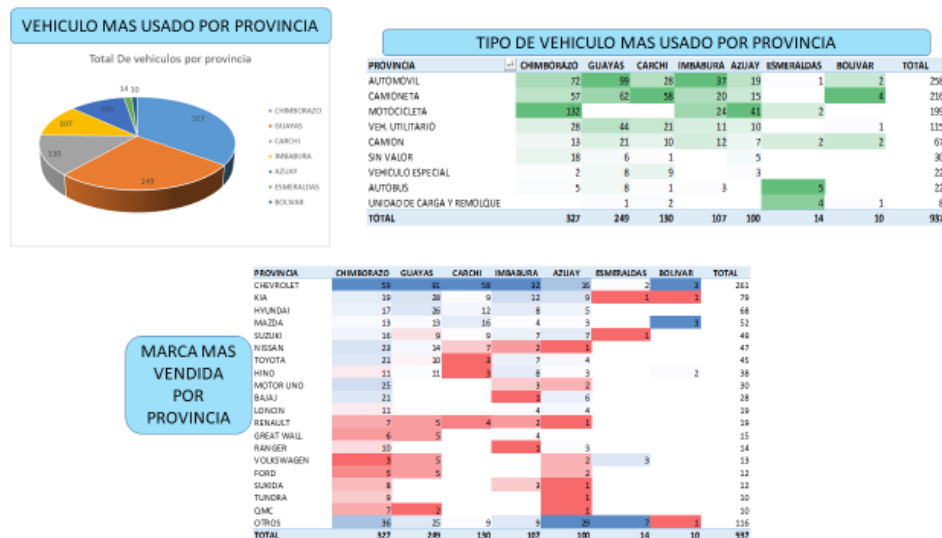 VEHICULO MAS USADO POR PROVINCIA
Total De vehiculos por provincia
327
249
130
107
100
14
10
CHIMBORAZO
GUAYAS
CARCHI
IMBABURA
AZUAY
ESMERALDAS
BOLIVAR
TIPO DE VEHICULO MAS USADO POR PROVINCIA
PROVINCIA CHIMBORAZO GUAYAS CARCHI IMBABURA AZUAY ESMERALDAS BOLIVAR TOTAL
AUTOMÓVIL 72 99 28 37 19 1 2 258
CAMIONETA 57 62 58 20 15 4 216
MOTOCICLETA 132 24 41 2 199
VEH. UTILITARIO 28 44 21 11 10 1 115
CAMIÓN 13 21 10 12 7 2 2 67
SIN VALOR 18 6 1 5 30
VEHÍCULO ESPECIAL 2 8 9 3 22
AUTOBUS 5 8 1 3 5 22
UNIDAD DE CARGA Y REMOLQUE 1 2 4 1 8
TOTAL 327 249 130 107 100 14 10 937
MARCA MAS
VENDIDA
POR
PROVINCIA
PROVINCIA CHIMBORAZO GUAYAS CARCHI IMBABURA AZUAY ESMERALDAS BOLIVAR TOTAL
CHEVROLET 59 91 58 32 16 2 3 261
KIA 19 28 9 12 9 1 1 79
HYUNDAI 17 26 12 8 5 68
MAZDA 13 13 16 4 3 3 52
SUZUKI 16 9 9 7 7 1 49
NISSAN 23 14 7 2 1 47
TOYOTA 21 10 3 7 4 45
HINO 11 11 3 8 3 2 38
MOTOR UNO 25 3 2 30
BAJAJ 21 1 6 28
LONCIN 11 4 4 19
RENAULT 7 5 4 2 1 19
GREAT WALL 6 5 4 15
RANGER 10 1 3 14
VOLKSWAGEN 3 5 2 3 13
FORD 5 5 2 12
SUKIDA 8 3 1 12
TUNDRA 9 1 10
QMC 7 2 1 10
OTROS 36 25 9 9 29 7 1 116
TOTAL 327 249 130 107 100 14 10 937